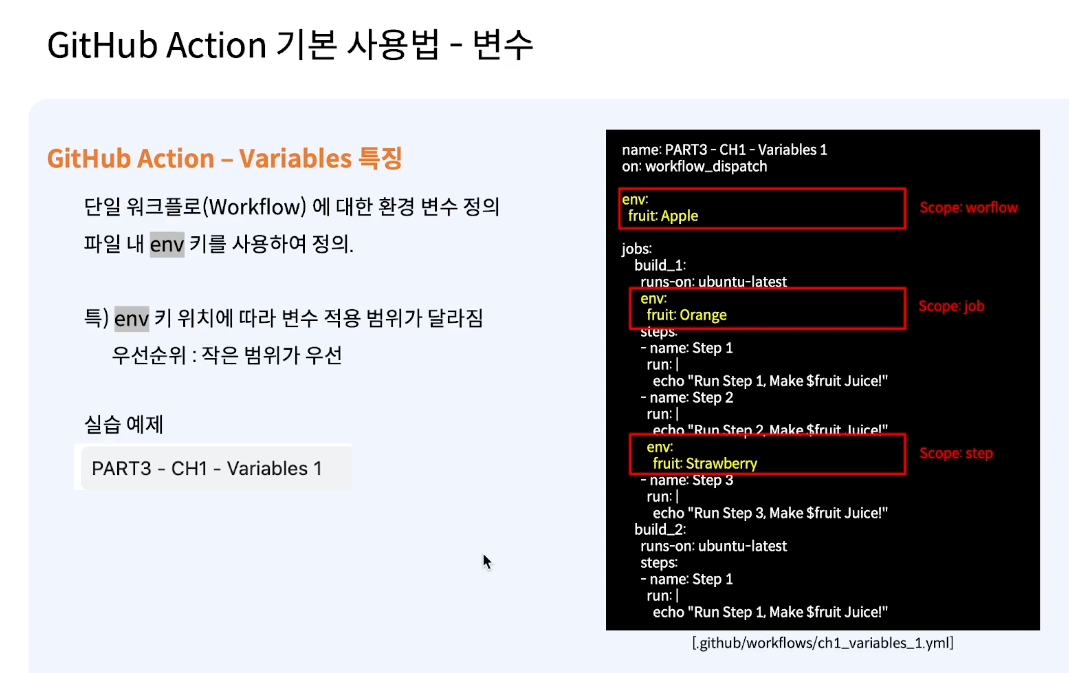 GitHub Action 기본 사용법 - 변수
GitHub Action – Variables 특징
단일 워크플로(Workflow) 에 대한 환경 변수 정의
파일 내 env 키를 사용하여 정의.
특) env 키 위치에 따라 변수 적용 범위가 달라짐
우선순위 : 작은 범위가 우선
실습 예제
PART3 - CH1 - Variables 1
name: PART3 - CH1 - Variables 1
on: workflow_dispatch
env:
fruit: Apple
Scope: worflow
jobs:
build_1:
runs-on: ubuntu-latest
env:
fruit: Orange
Scope: job
steps:
- name: Step 1
run: |
echo "Run Step 1, Make $fruit Juice!"
- name: Step 2
run: |
echo "Run Step 2, Make $fruit Juice!"
env:
fruit: Strawberry
Scope: step
- name: Step 3
run: |
echo "Run Step 3, Make $fruit Juice!"
build_2:
runs-on: ubuntu-latest
steps:
- name: Step 1
run: |
echo "Run Step 1, Make $fruit Juice!"
[.github/workflows/ch1_variables_1.yml]